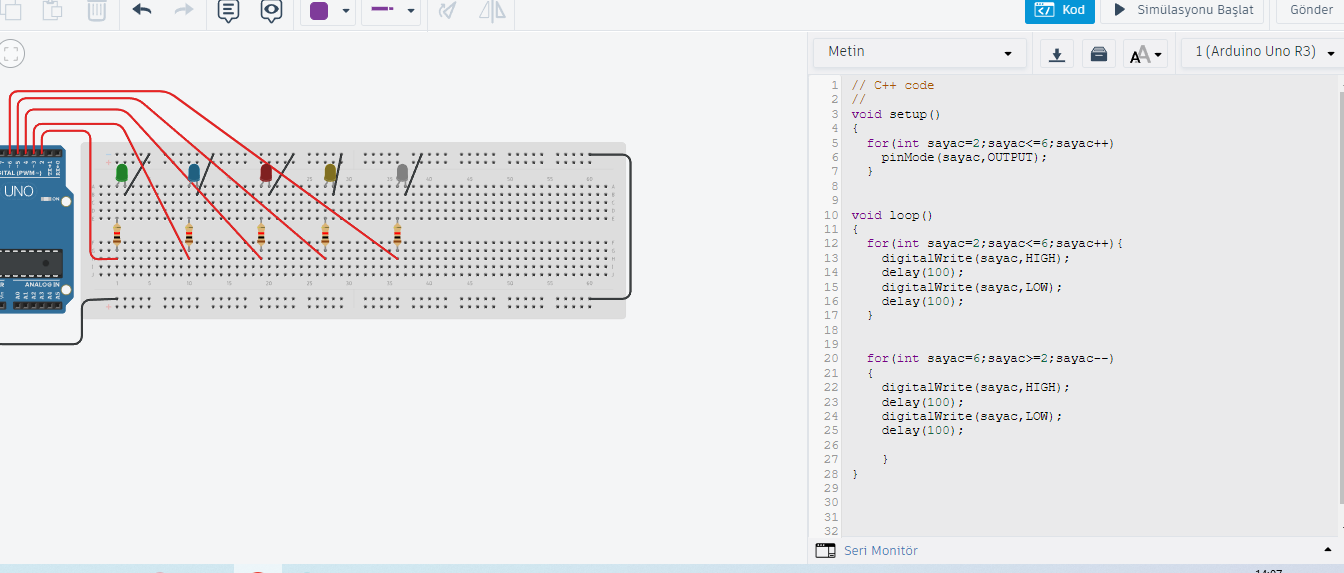 Kod
Simülasyonu Başlat
Gönder
Metin
1 (Arduino Uno R3)
UNO
ANALOG IN
1 // C++ code
2 //
3 void setup()
4 {
5 for(int sayac=2;sayac<=6;sayac++)
6 pinMode(sayac,OUTPUT);
7 }
8
9
10 void loop()
11 {
12 for(int sayac=2;sayac<=6;sayac++){
13 digitalWrite(sayac,HIGH);
14 delay(100);
15 digitalWrite(sayac,LOW);
16 delay(100);
17 }
18
19
20 for(int sayac=6;sayac>=2;sayac--)
21 {
22 digitalWrite(sayac,HIGH);
23 delay(100);
24 digitalWrite(sayac,LOW);
25 delay(100);
26
27 }
28 }
29
30
31
32
Seri Monitör